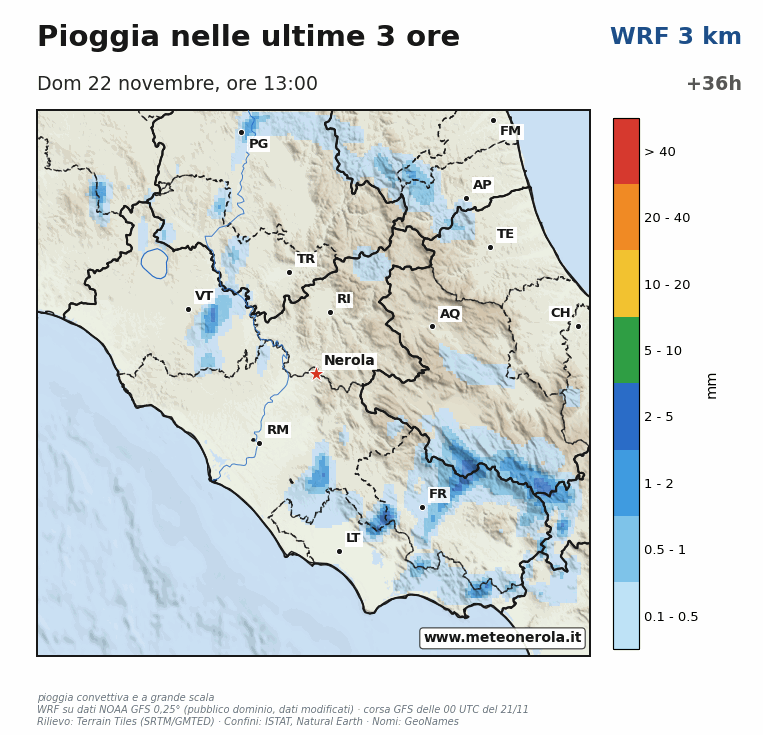 Pioggia nelle ultime 3 ore
WRF 3 km
Dom 22 novembre, ore 13:00
+36h
FM
PG
AP
TE
TR
VT
RI
AQ
CH
Nerola
RM
FR
LT
www.meteonerola.it
> 40
20 - 40
10 - 20
5 - 10
2 - 5
1 - 2
0.5 - 1
0.1 - 0.5
mm
pioggia convettiva e a grande scala
WRF su dati NOAA GFS 0,25° (pubblico dominio, dati modificati) · corsa GFS delle 00 UTC del 21/11
Rilievo: Terrain Tiles (SRTM/GMTED) · Confini: ISTAT, Natural Earth · Nomi: GeoNames